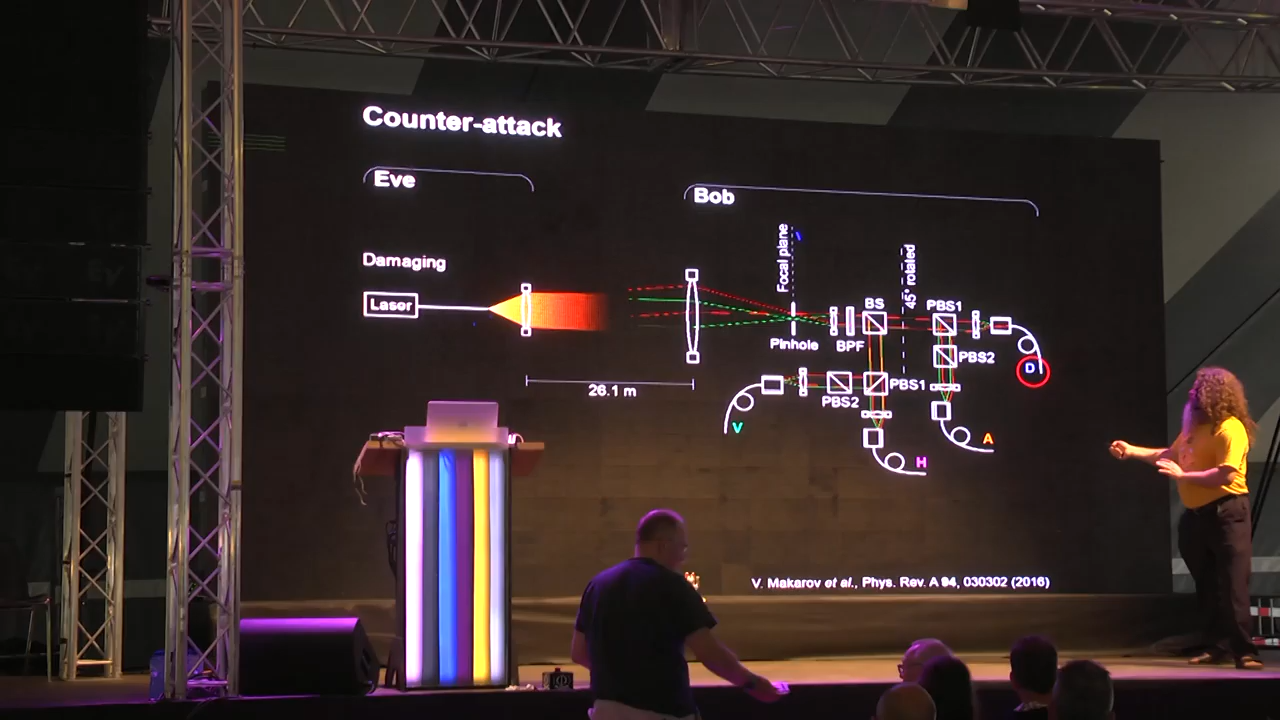 Counter-attack
Eve
Bob
Damaging
Laser
26.1 m
Focal plane
Pinhole
BPF
BS
45° rotated
PBS1
PBS2
D
PBS1
PBS2
V
H
A
V. Makarov et al., Phys. Rev. A 94, 030302 (2016)